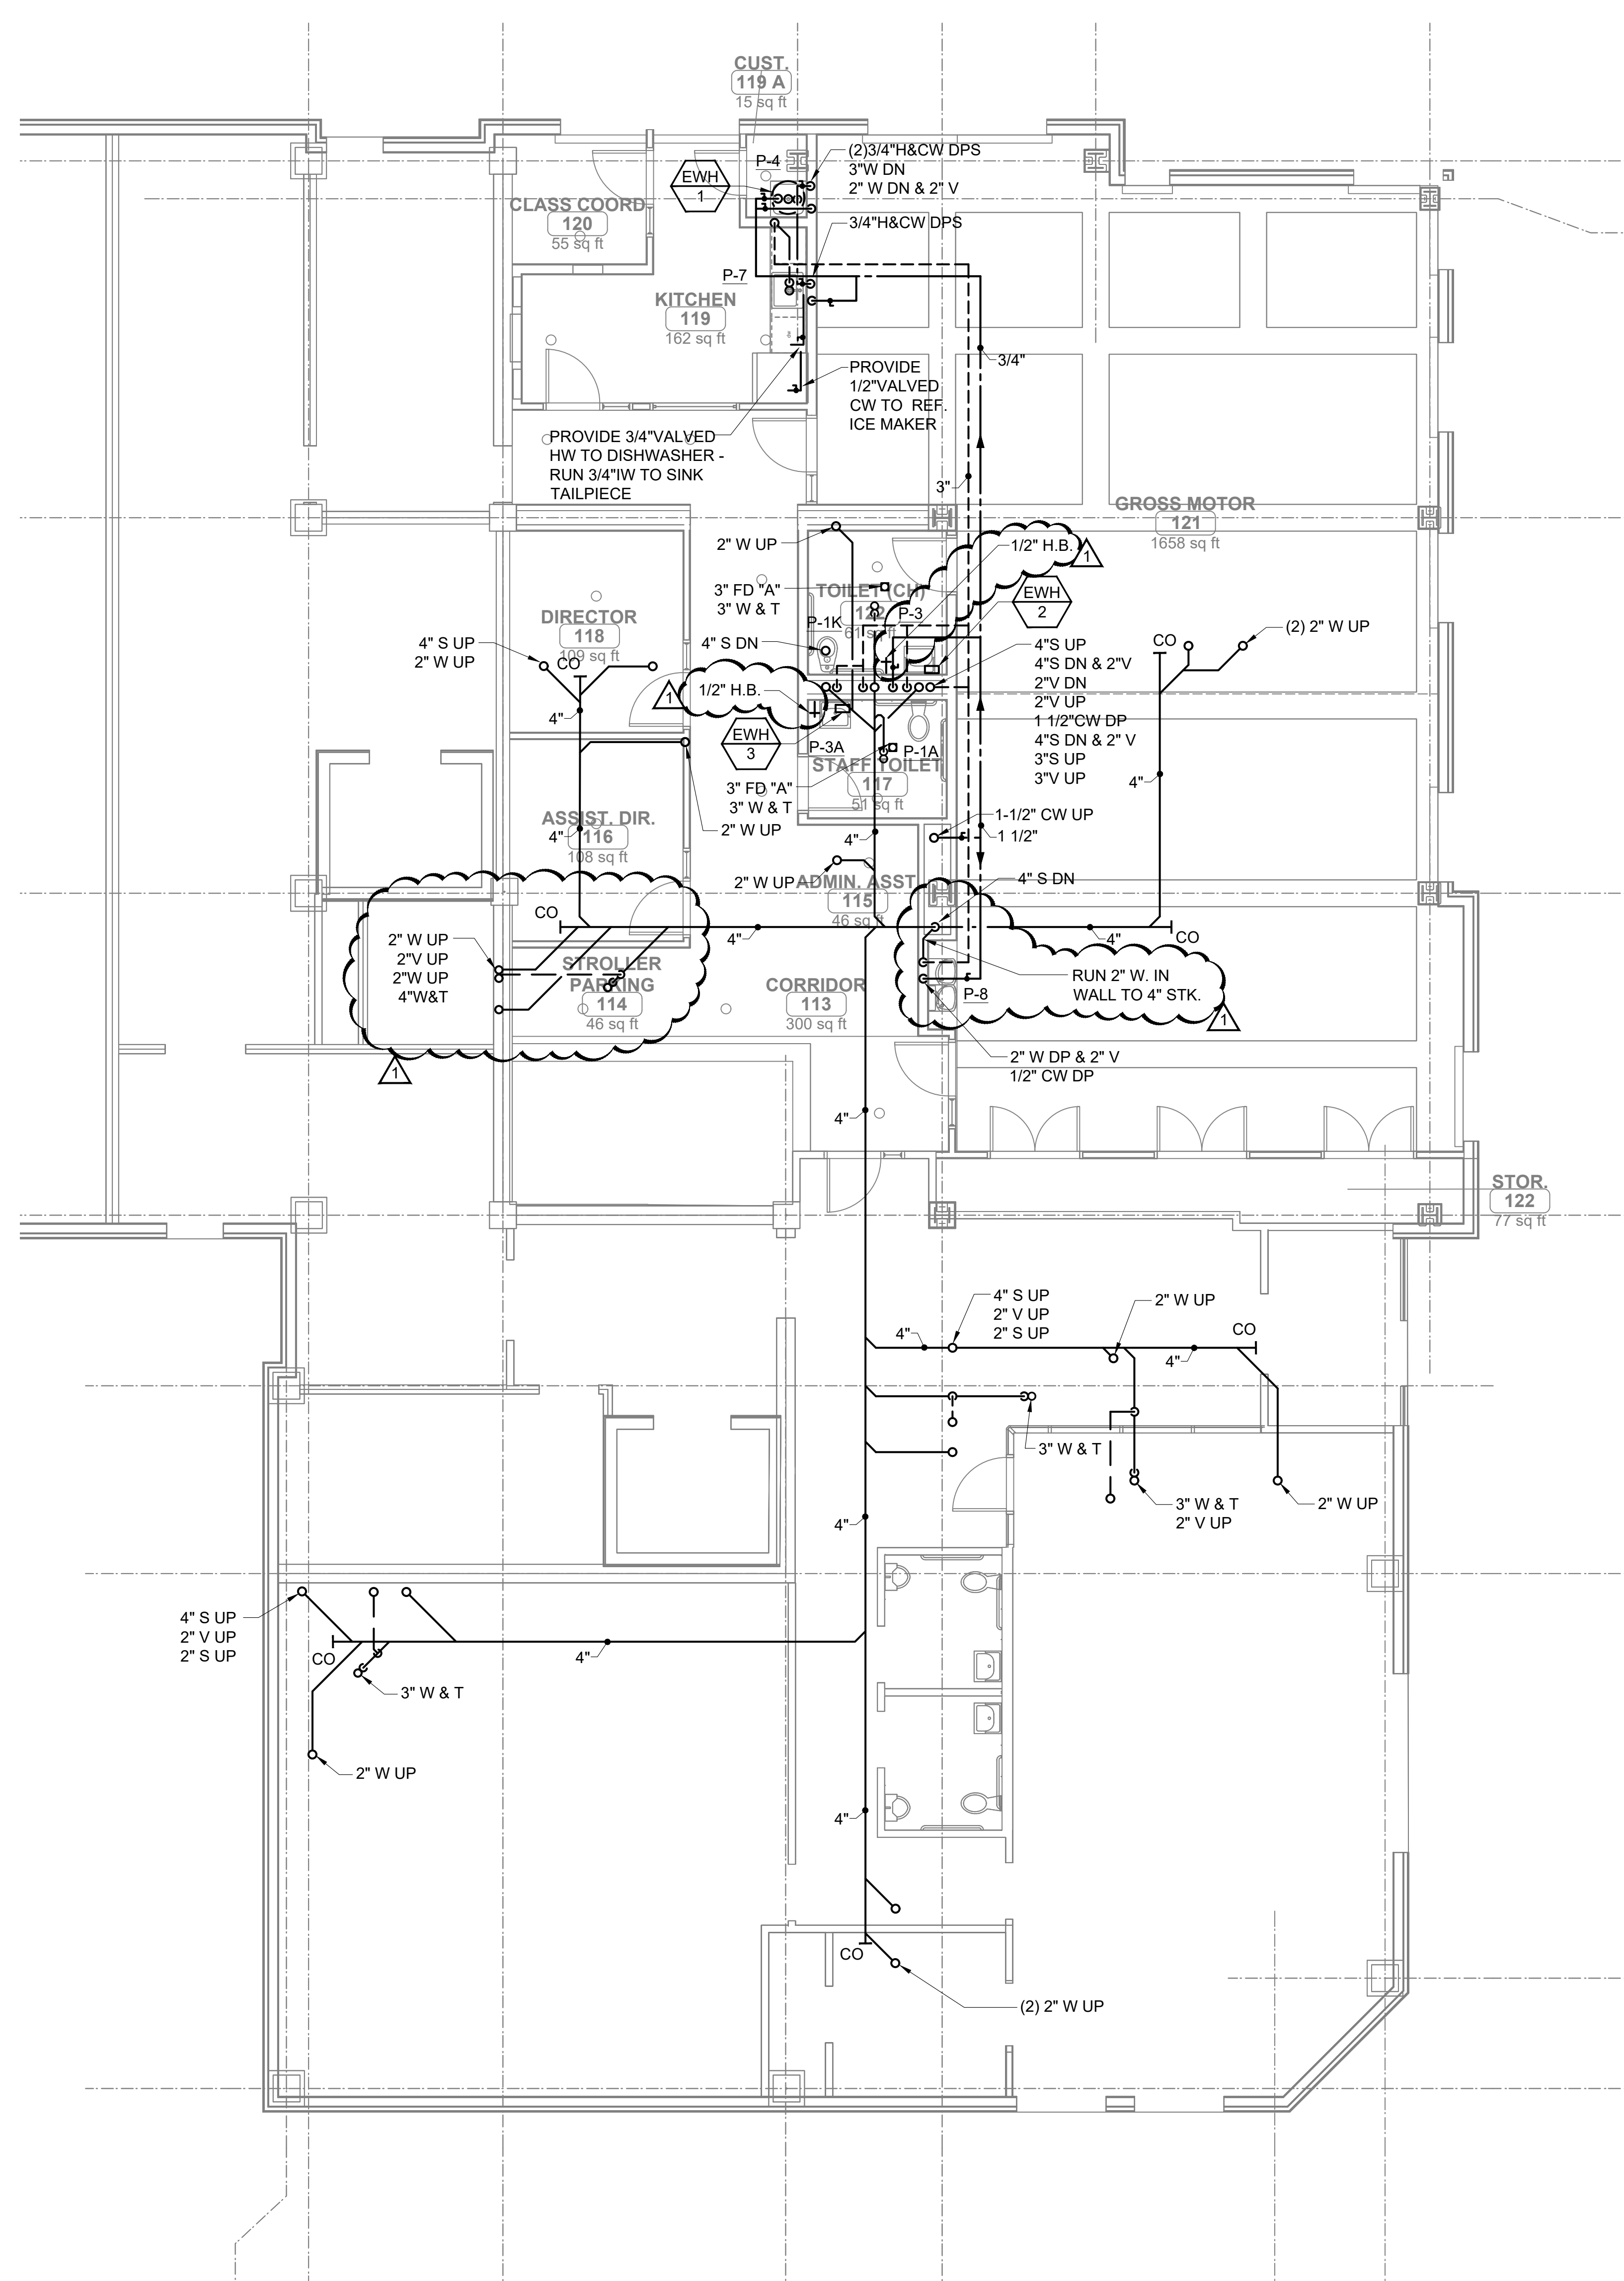 CUST.
119 A
15 sq ft
P-4
(2)3/4"H&CW DPS
3"W DN
2" W DN & 2" V
EWH
1
CLASS COORD.
120
55 sq ft
3/4"H&CW DPS
P-7
KITCHEN
119
162 sq ft
3/4"
PROVIDE
1/2"VALVED
CW TO REF.
ICE MAKER
PROVIDE 3/4"VALVED
HW TO DISHWASHER -
RUN 3/4"IW TO SINK
TAILPIECE
3"
GROSS MOTOR
121
1658 sq ft
2" W UP
1/2" H.B.
1
3" FD "A"
3" W & T
TOILET (CH)
122
61 sq ft
EWH
2
P-1K
P-3
DIRECTOR
118
109 sq ft
4" S UP
2" W UP
CO
4" S DN
4"S UP
4"S DN & 2"V
2"V DN
2"V UP
1 1/2"CW DP
4"S DN & 2" V
3"S UP
3"V UP
CO
(2) 2" W UP
1
1/2" H.B.
4"
EWH
3
P-3A
P-1A
STAFF TOILET
117
51 sq ft
3" FD "A"
3" W & T
4"
2" W UP
ASSIST. DIR.
116
108 sq ft
4"
4"
1-1/2" CW UP
1 1/2"
2" W UP
ADMIN. ASST
115
46 sq ft
4" S DN
CO
4"
4"
CO
2" W UP
2"V UP
2"W UP
4"W&T
STROLLER
PARKING
114
46 sq ft
CORRIDOR
113
300 sq ft
P-8
RUN 2" W. IN
WALL TO 4" STK.
1
1
2" W DP & 2" V
1/2" CW DP
4"
STOR.
122
77 sq ft
4" S UP
2" V UP
2" S UP
2" W UP
4"
4"
CO
3" W & T
3" W & T
2" V UP
2" W UP
4"
4" S UP
2" V UP
2" S UP
CO
4"
3" W & T
2" W UP
4"
CO
(2) 2" W UP